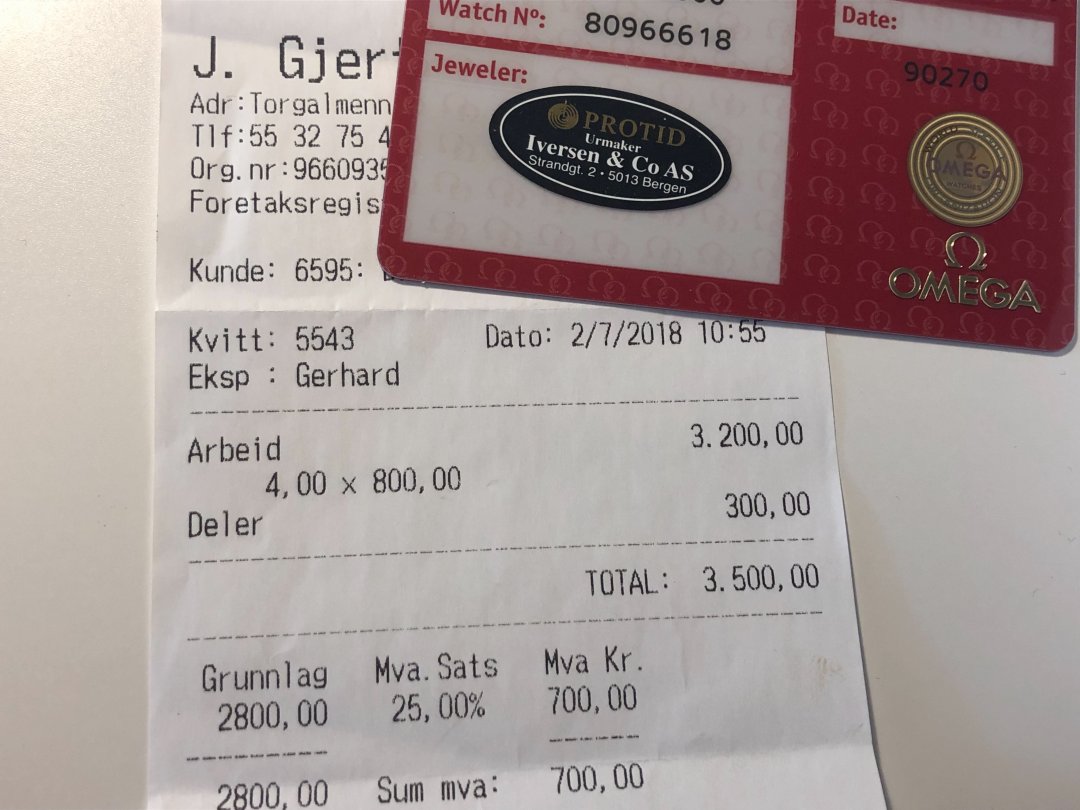 J. Gjer
Adr:Torgalmenn
Tlf:55 32 75 4
Org.nr:966093
Foretaksregis
Kunde: 6595:
Kvitt: 5543 Dato: 2/7/2018 10:55
Eksp : Gerhard
Arbeid 3.200,00
4,00 x 800,00
Deler 300,00
TOTAL: 3.500,00
Grunnlag Mva.Sats Mva Kr.
2800,00 25,00% 700,00
2800,00 Sum mva: 700,00
Watch Nº: 80966618
Date:
90270
Jeweler:
PROTID
Urmaker
Iversen & Co AS
Strandgt. 2 • 5013 Bergen
Ω
OMEGA
WATCHES
Ω
OMEGA